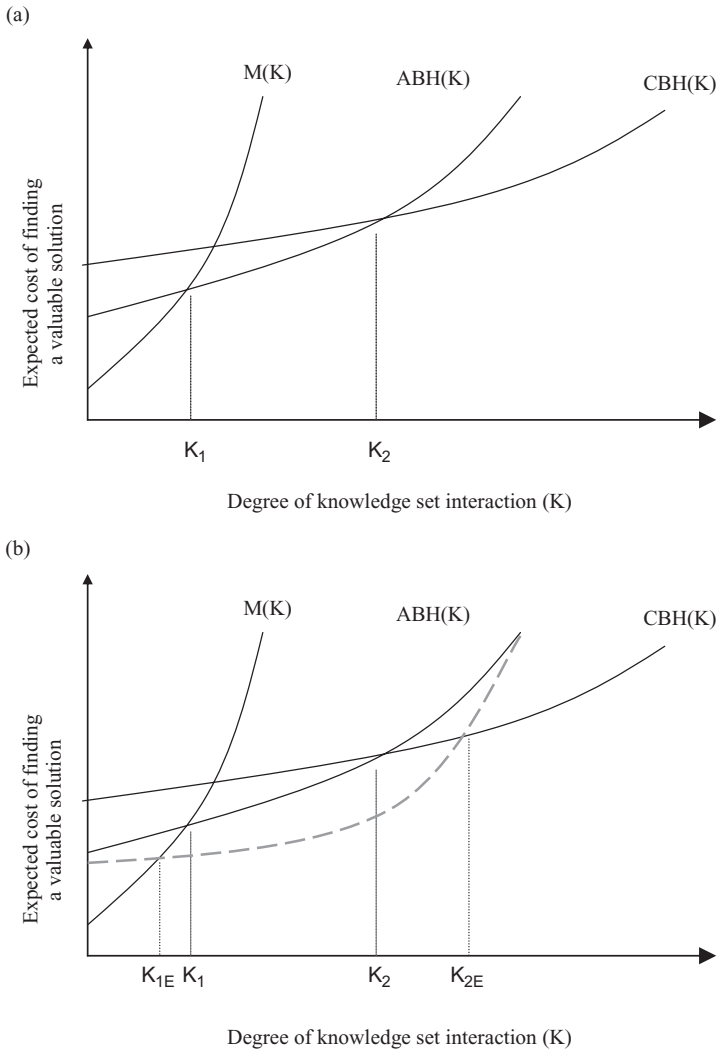 (a)
M(K)
ABH(K)
CBH(K)
Expected cost of finding
a valuable solution
K1
K2
Degree of knowledge set interaction (K)
(b)
M(K)
ABH(K)
CBH(K)
Expected cost of finding
a valuable solution
K1E
K1
K2
K2E
Degree of knowledge set interaction (K)